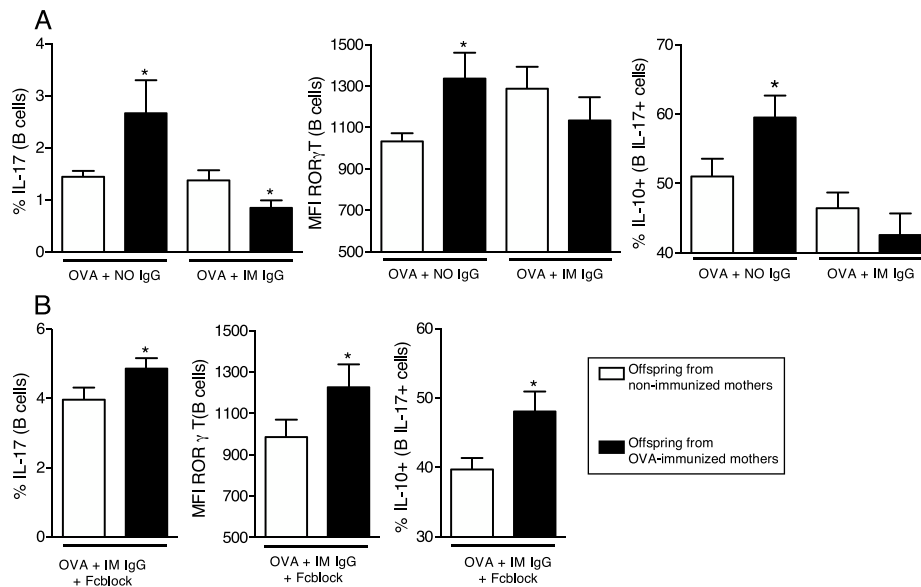 A
% IL-17 (B cells)
4
3
2
1
0
*
*
OVA + NO IgG
OVA + IM IgG
MFI RORγT (B cells)
1500
1300
1100
900
700
500
*
OVA + NO IgG
OVA + IM IgG
% IL-10+ (B IL-17+ cells)
70
60
50
40
*
OVA + NO IgG
OVA + IM IgG
B
% IL-17 (B cells)
6
4
2
0
*
OVA + IM IgG
+ Fcblock
MFI ROR γ T(B cells)
1500
1300
1100
900
700
500
*
OVA + IM IgG
+ Fcblock
% IL-10+ (B IL-17+ cells)
60
50
40
30
*
OVA + IM IgG
+ Fcblock
Offspring from
non-immunized mothers
Offspring from
OVA-immunized mothers